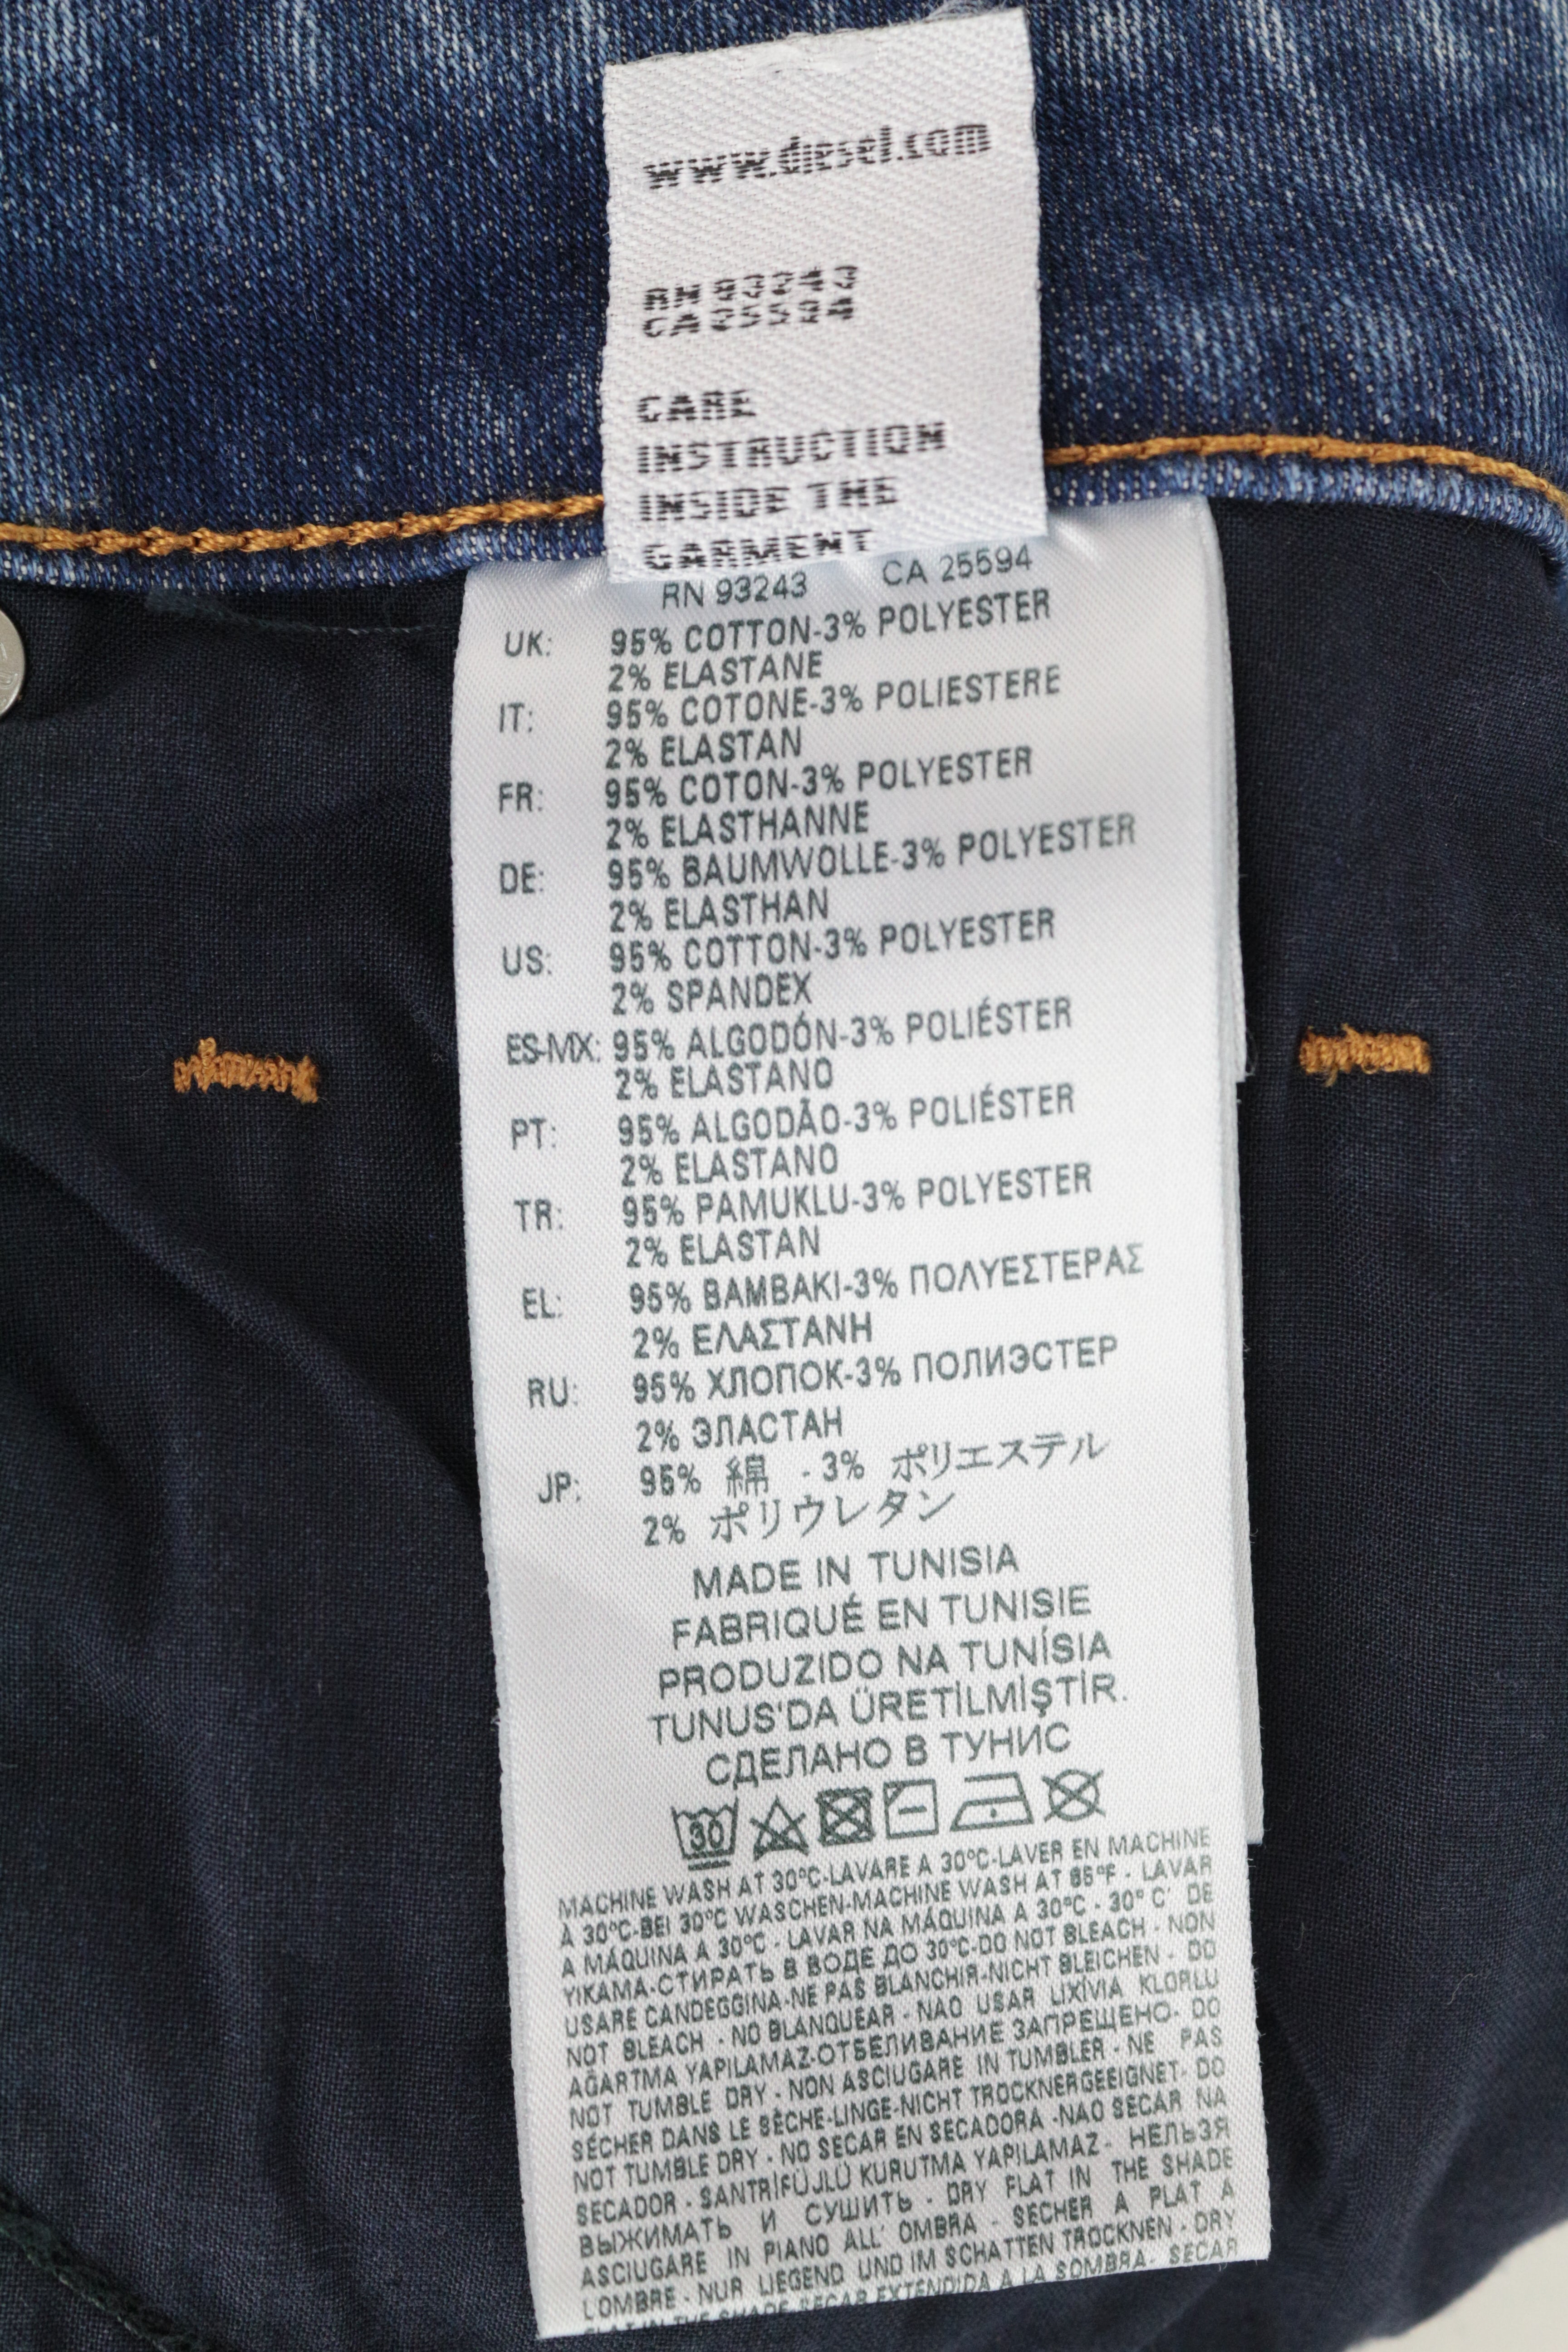 www.diesel.com
RN 93243
CA 25594
CARE
INSTRUCTION
INSIDE THE
GARMENT
RN 93243 CA 25594
UK: 95% COTTON-3% POLYESTER
2% ELASTANE
IT: 95% COTONE-3% POLIESTERE
2% ELASTAN
FR: 95% COTON-3% POLYESTER
2% ELASTHANNE
DE: 95% BAUMWOLLE-3% POLYESTER
2% ELASTHAN
US: 95% COTTON-3% POLYESTER
2% SPANDEX
ES-MX: 95% ALGODÓN-3% POLIÉSTER
2% ELASTANO
PT: 95% ALGODÃO-3% POLIÉSTER
2% ELASTANO
TR: 95% PAMUKLU-3% POLYESTER
2% ELASTAN
EL: 95% BAMBAKI-3% ΠΟΛΥΕΣΤΕΡΑΣ
2% ΕΛΑΣΤΑΝΗ
RU: 95% ХЛОПОК-3% ПОЛИЭСТЕР
2% ЭЛАСТАН
JP: 95% 綿 - 3% ポリエステル
2% ポリウレタン
MADE IN TUNISIA
FABRIQUÉ EN TUNISIE
PRODUZIDO NA TUNÍSIA
TUNUS'DA ÜRETİLMİŞTİR.
СДЕЛАНО В ТУНИС
30
MACHINE WASH AT 30°C-LAVARE A 30°C-LAVER EN MACHINE
À 30°C-BEI 30°C WASCHEN-MACHINE WASH AT 85°F - LAVAR
A MÁQUINA A 30°C - LAVAR NA MÁQUINA A 30°C - 30° C' DE
YIKAMA-СТИРАТЬ В ВОДЕ ДО 30°C-DO NOT BLEACH - NON
USARE CANDEGGINA-NE PAS BLANCHIR-NICHT BLEICHEN - DO
NOT BLEACH - NO BLANQUEAR - NAO USAR LIXÍVIA KLORLU
AĞARTMA YAPILAMAZ-ОТБЕЛИВАНИЕ ЗАПРЕЩЕНО- DO
NOT TUMBLE DRY - NON ASCIUGARE IN TUMBLER - NE PAS
SÉCHER DANS LE SÈCHE-LINGE-NICHT TROCKNERGEEIGNET- DO
NOT TUMBLE DRY - NO SECAR EN SECADORA -NAO SECAR NA
SECADOR - SANTRİFÜJLÜ KURUTMA YAPILAMAZ - НЕЛЬЗЯ
ВЫЖИМАТЬ И СУШИТЬ - DRY FLAT IN THE SHADE
ASCIUGARE IN PIANO ALL' OMBRA - SÉCHER A PLAT A
L'OMBRE - NUR LIEGEND UND IM SCHATTEN TROCKNEN - DRY
FLAT IN THE SHADE SECAR EXTENDIDA A LA SOMBRA- SECAR